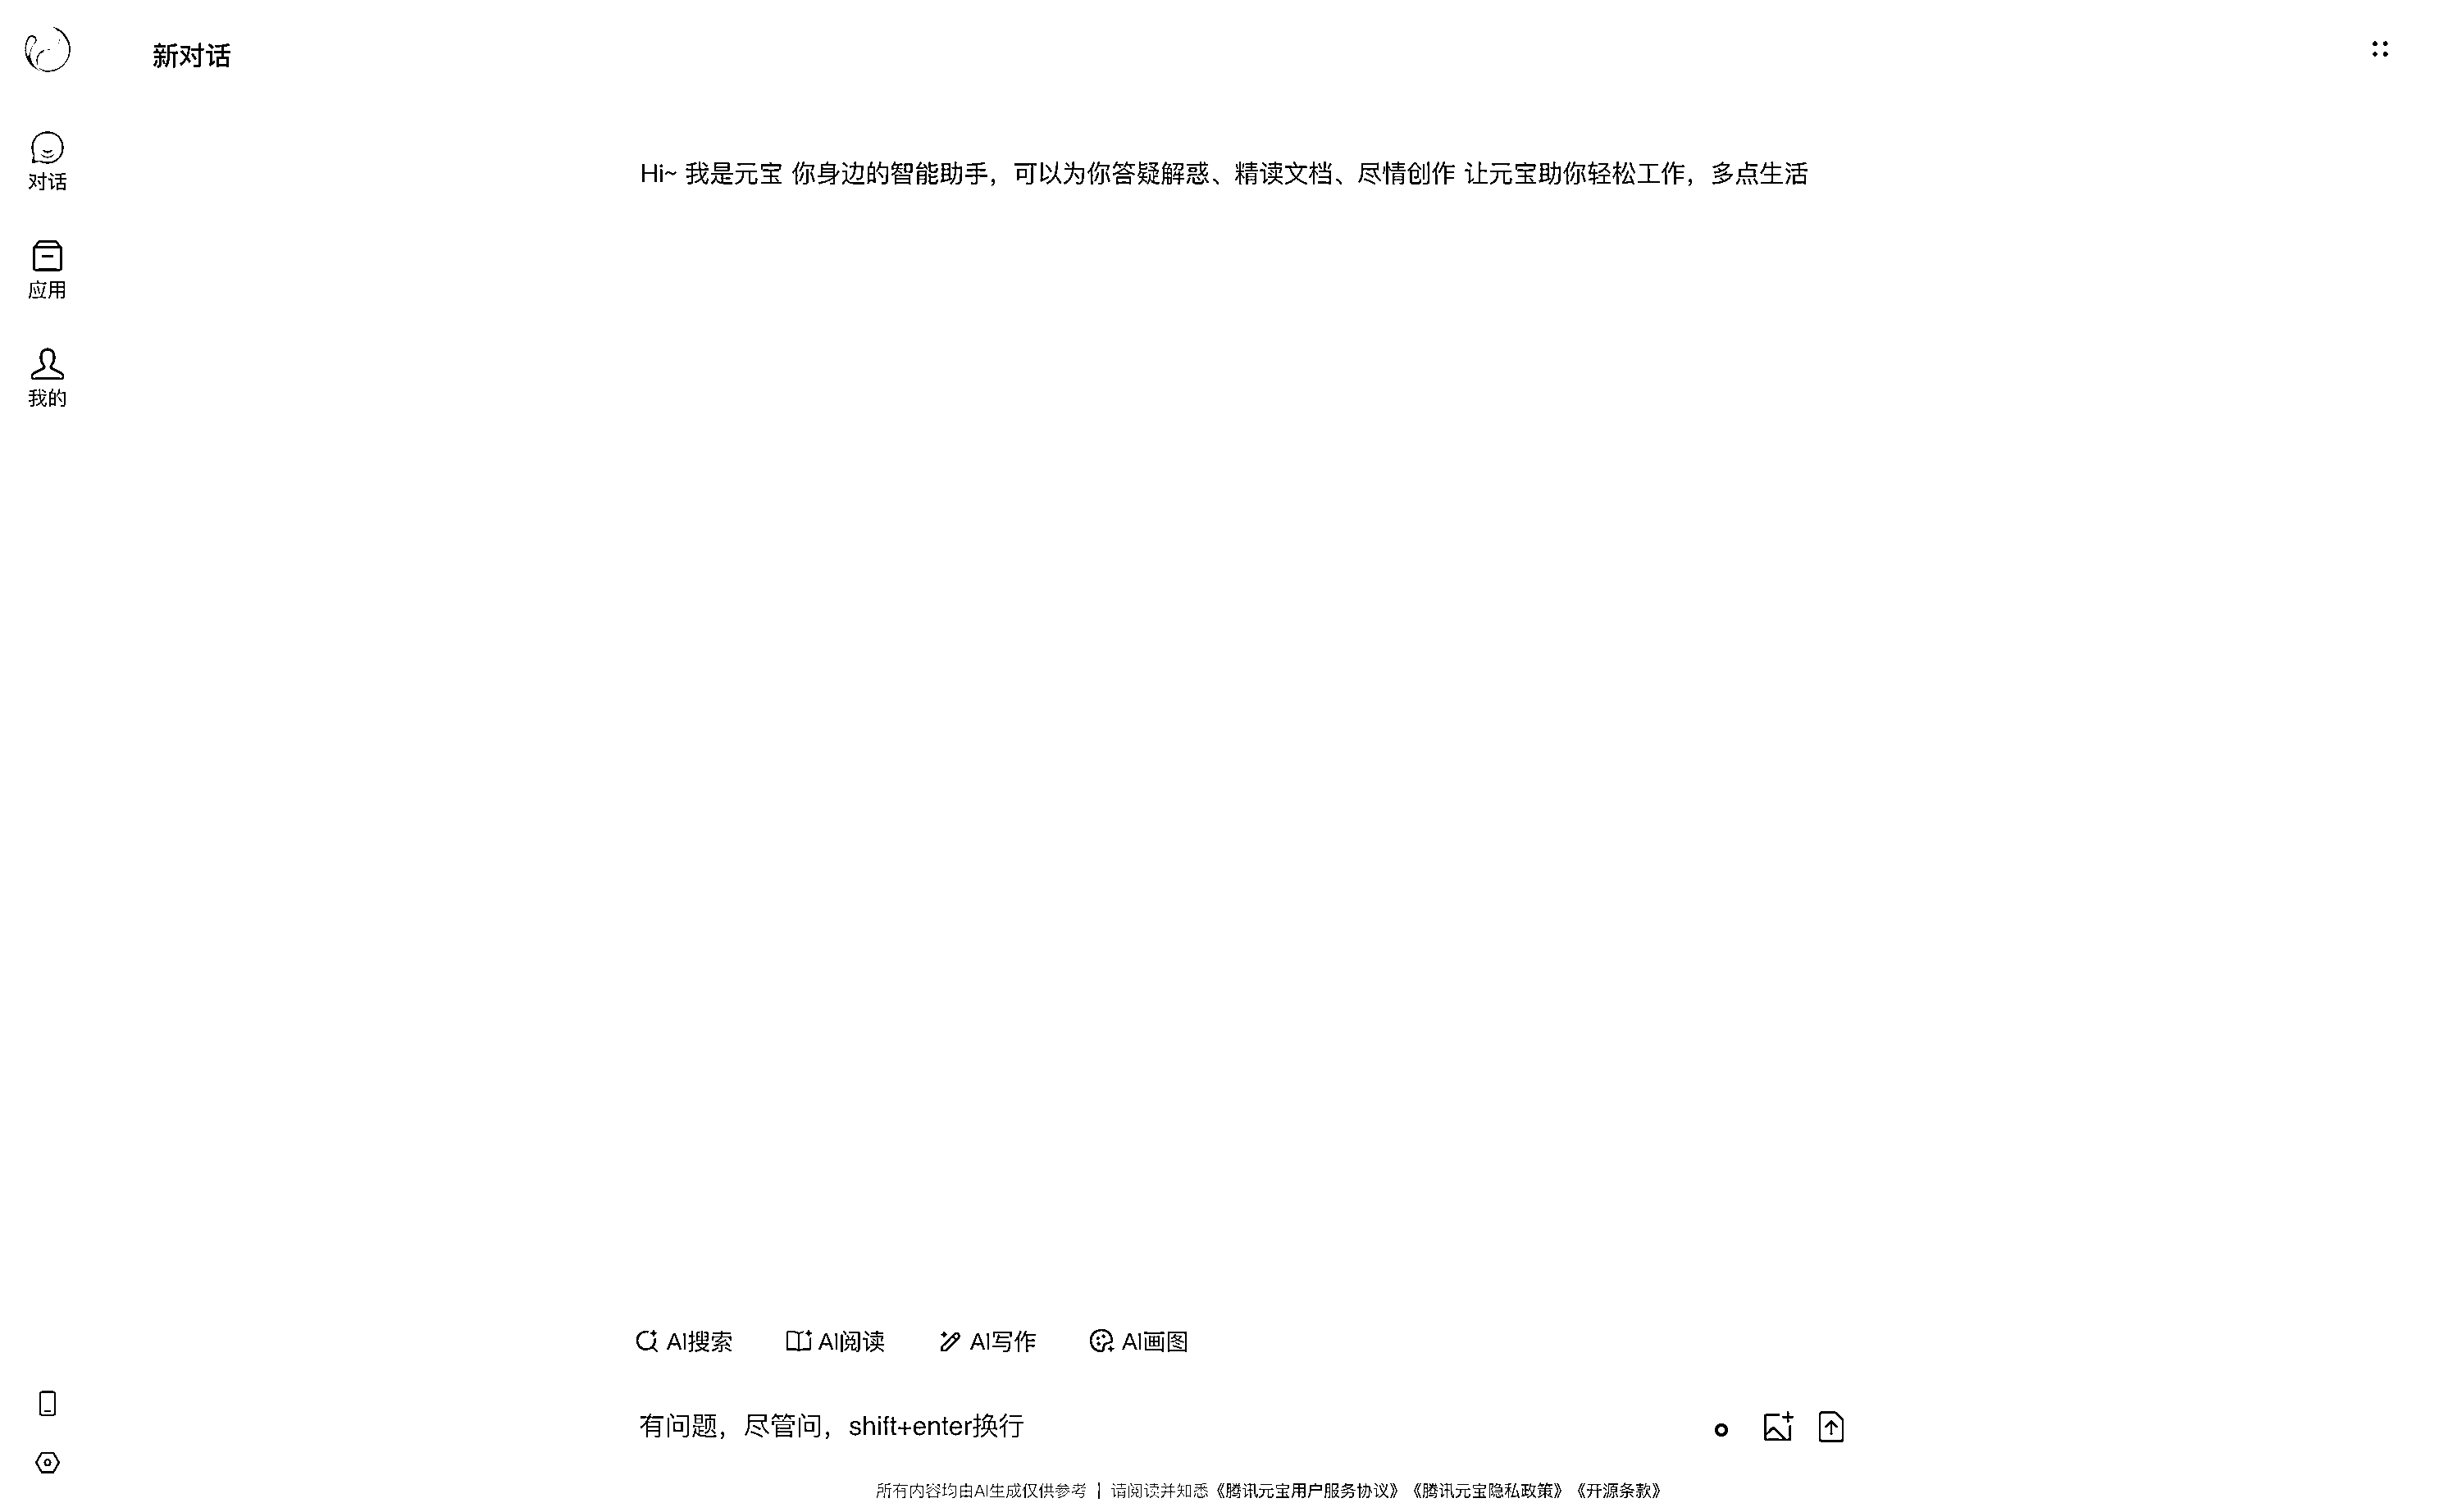 新对话
对话
应用
我的
Hi~ 我是元宝 你身边的智能助手，可以为你答疑解惑、精读文档、尽情创作 让元宝助你轻松工作，多点生活
AI搜索 AI阅读 AI写作 AI画图
有问题，尽管问，shift+enter换行
所有内容均由AI生成仅供参考 | 请阅读并知悉《腾讯元宝用户服务协议》《腾讯元宝隐私政策》《开源条款》